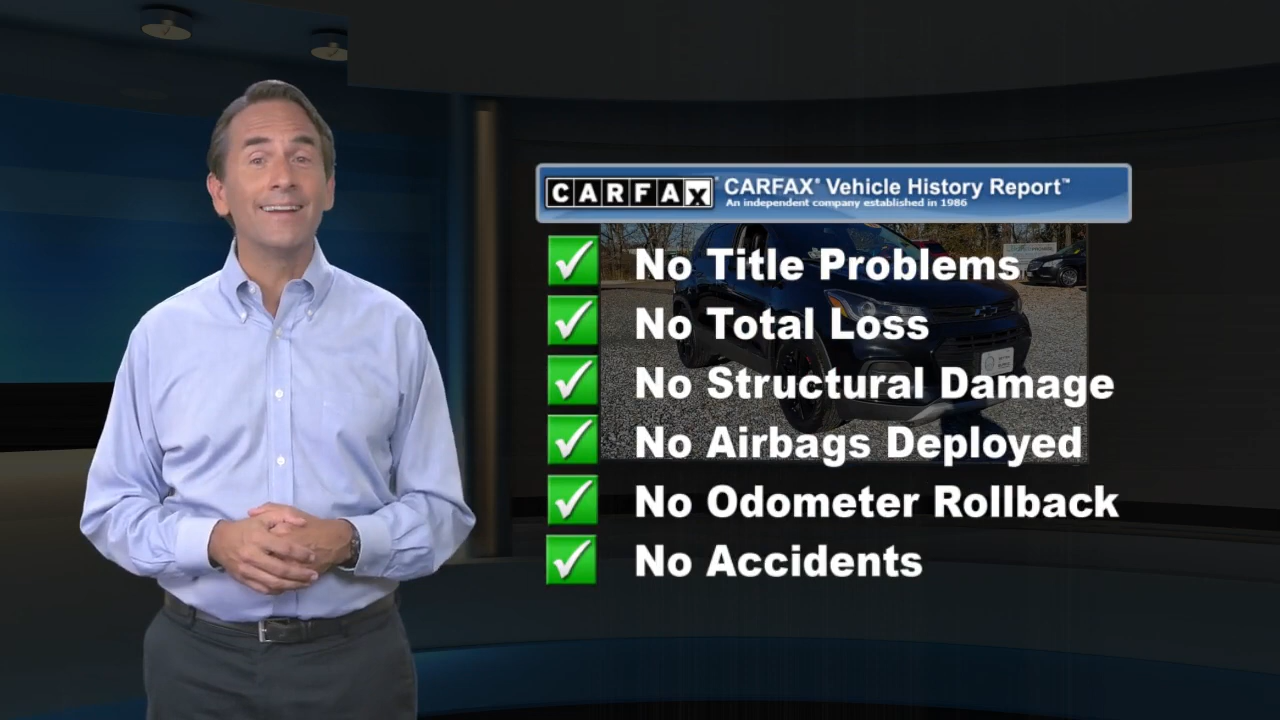 CARFAX
CARFAX® Vehicle History Report™
An independent company established in 1986
No Title Problems
No Total Loss
No Structural Damage
No Airbags Deployed
No Odometer Rollback
No Accidents